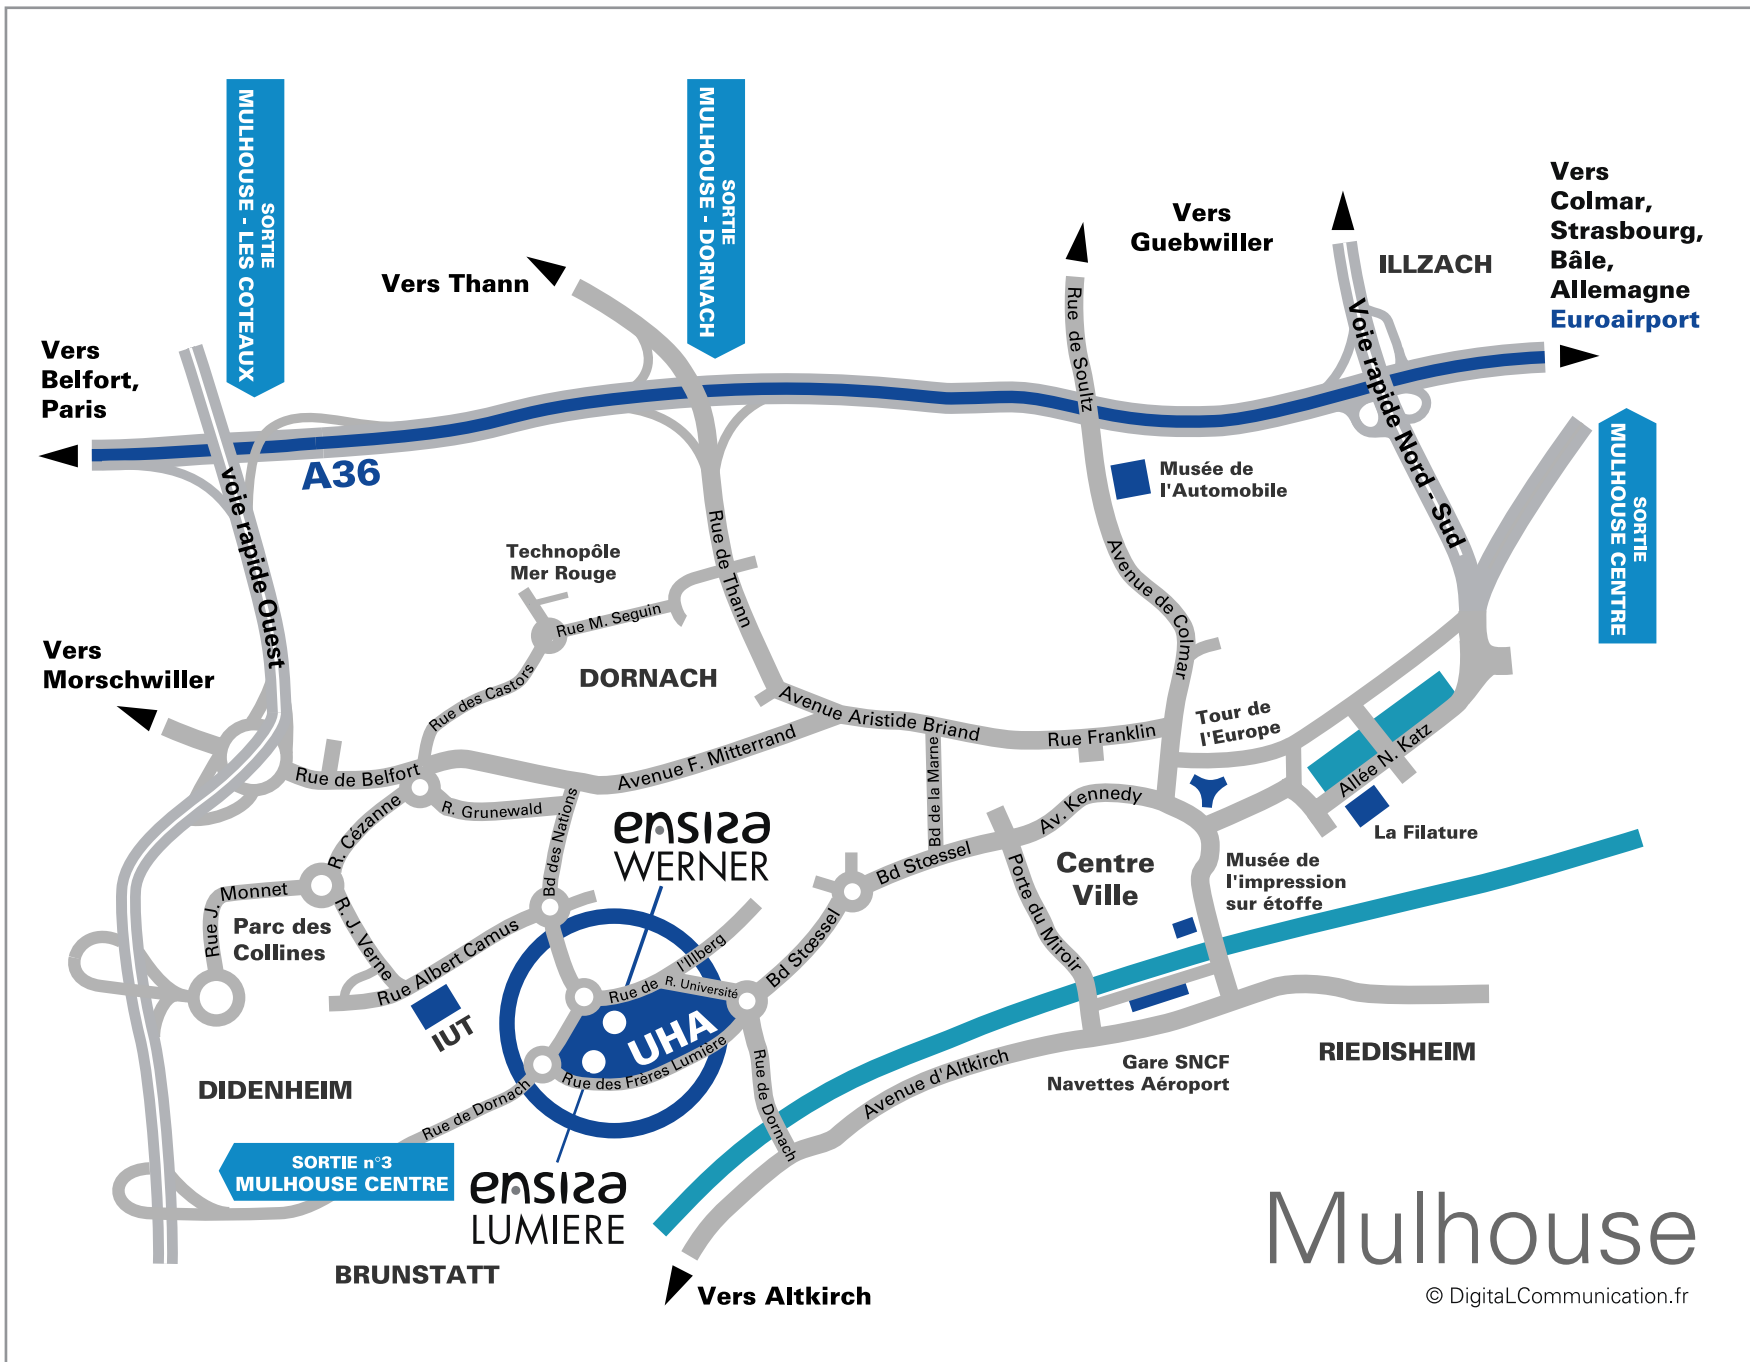 SORTIE
MULHOUSE - LES COTEAUX
SORTIE
MULHOUSE - DORNACH
Vers
Colmar,
Strasbourg,
Bâle,
Allemagne
Euroairport
Vers
Guebwiller
ILLZACH
Vers Thann
Vers
Belfort,
Paris
Rue de Soultz
Voie rapide Nord - Sud
A36
voie rapide Ouest
Musée de
l'Automobile
SORTIE
MULHOUSE CENTRE
Rue de Thann
Technopôle
Mer Rouge
Rue M. Seguin
Avenue de Colmar
Vers
Morschwiller
Rue des Castors
DORNACH
Avenue Aristide Briand
Rue Franklin
Tour de
l'Europe
Rue de Belfort
Avenue F. Mitterrand
Bd de la Marne
Allée N. Katz
R. Grunewald
Av. Kennedy
La Filature
R. Cézanne
Bd des Nations
ensisa
WERNER
Bd Stœssel
Centre
Ville
Musée de
l'impression
sur étoffe
Rue J. Monnet
R. J. Verne
Parc des
Collines
Rue Albert Camus
Porte du Miroir
Bd Stœssel
Rue de l'Illberg
R. Université
IUT
UHA
Rue des Frères Lumière
Rue de Dornach
Rue de Dornach
Avenue d'Altkirch
Gare SNCF
Navettes Aéroport
RIEDISHEIM
DIDENHEIM
SORTIE n°3
MULHOUSE CENTRE
ensisa
LUMIERE
BRUNSTATT
Vers Altkirch
Mulhouse
© DigitaLCommunication.fr